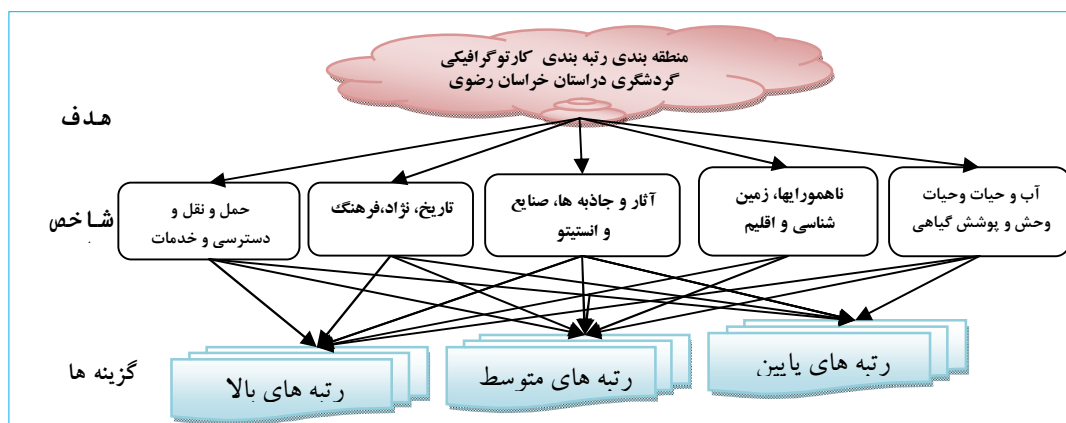 منطقه بندی رتبه بندی کارتوگرافیکی
گردشگری دراستان خراسان رضوی
هدف
آب و حیات وحیات
وحش و پوشش گیاهی
ناهمورایها، زمین
شناسی و اقلیم
آثار و جاذبه ها، صنایع
و انستیتو
تاریخ، نژاد،فرهنگ
حمل و نقل و
دسترسی و خدمات
شاخص
رتبه های پایین
رتبه های متوسط
رتبه های بالا
گزینه ها